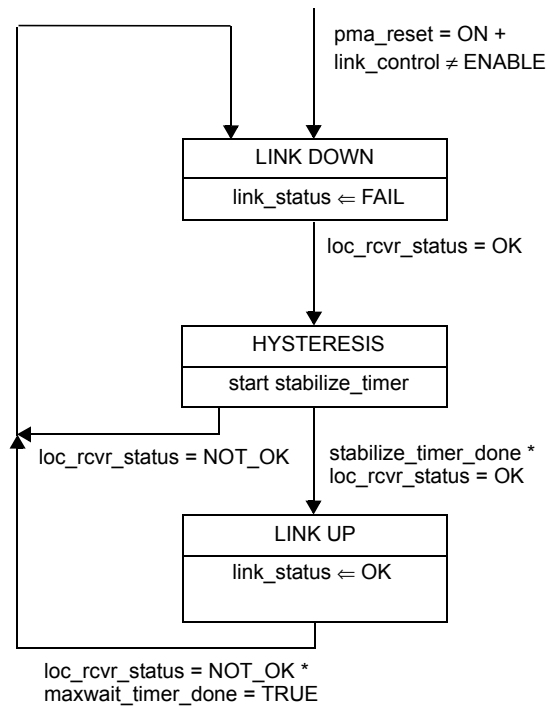 pma_reset = ON +
link_control ≠ ENABLE
LINK DOWN
link_status ⇐ FAIL
loc_rcvr_status = OK
HYSTERESIS
start stabilize_timer
loc_rcvr_status = NOT_OK
stabilize_timer_done *
loc_rcvr_status = OK
LINK UP
link_status ⇐ OK
loc_rcvr_status = NOT_OK *
maxwait_timer_done = TRUE